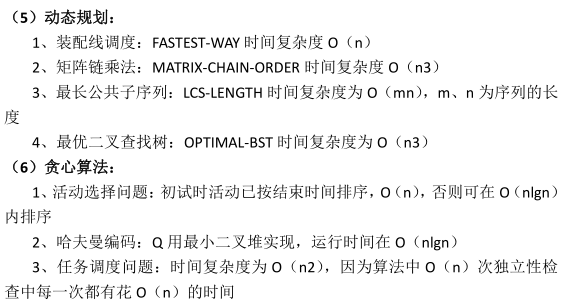 （5）动态规划：
1、装配线调度：FASTEST-WAY 时间复杂度 O（n）
2、矩阵链乘法：MATRIX-CHAIN-ORDER 时间复杂度 O（n3）
3、最长公共子序列：LCS-LENGTH 时间复杂度为 O（mn），m、n 为序列的长
度
4、最优二叉查找树：OPTIMAL-BST 时间复杂度为 O（n3）
（6）贪心算法：
1、活动选择问题：初试时活动已按结束时间排序，O（n），否则可在 O（nlgn）
内排序
2、哈夫曼编码：Q 用最小二叉堆实现，运行时间在 O（nlgn）
3、任务调度问题：时间复杂度为 O（n2），因为算法中 O（n）次独立性检
查中每一次都有花 O（n）的时间